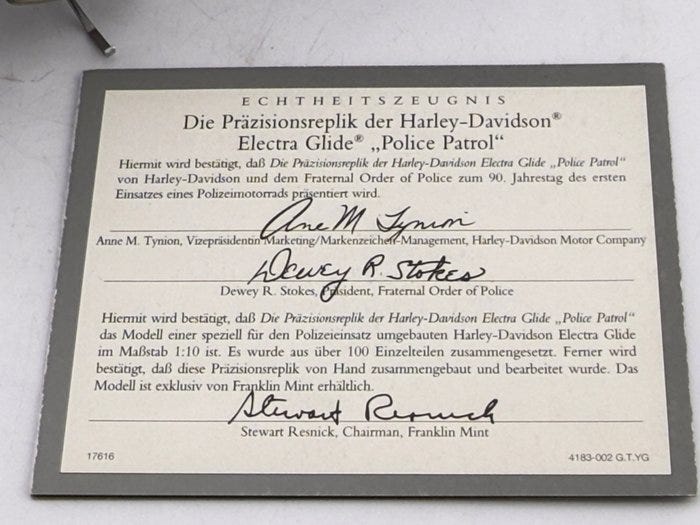 ECHTHEITSZEUGNIS
Die Präzisionsreplik der Harley-Davidson®
Electra Glide® „Police Patrol“
Hiermit wird bestätigt, daß Die Präzisionsreplik der Harley-Davidson Electra Glide „Police Patrol“
von Harley-Davidson und dem Fraternal Order of Police zum 90. Jahrestag des ersten
Einsatzes eines Polizeimotorrads präsentiert wird.
Anne M Tynion
Anne M. Tynion, Vizepräsidentin Marketing/Markenzeichen-Management, Harley-Davidson Motor Company
Dewey R. Stokes
Dewey R. Stokes, Präsident, Fraternal Order of Police
Hiermit wird bestätigt, daß Die Präzisionsreplik der Harley-Davidson Electra Glide „Police Patrol“
das Modell einer speziell für den Polizeieinsatz umgebauten Harley-Davidson Electra Glide
im Maßstab 1:10 ist. Es wurde aus über 100 Einzelteilen zusammengesetzt. Ferner wird
bestätigt, daß diese Präzisionsreplik von Hand zusammengebaut und bearbeitet wurde. Das
Modell ist exklusiv von Franklin Mint erhältlich.
Stewart Resnick
Stewart Resnick, Chairman, Franklin Mint
17616
4183-002 G.T.YG